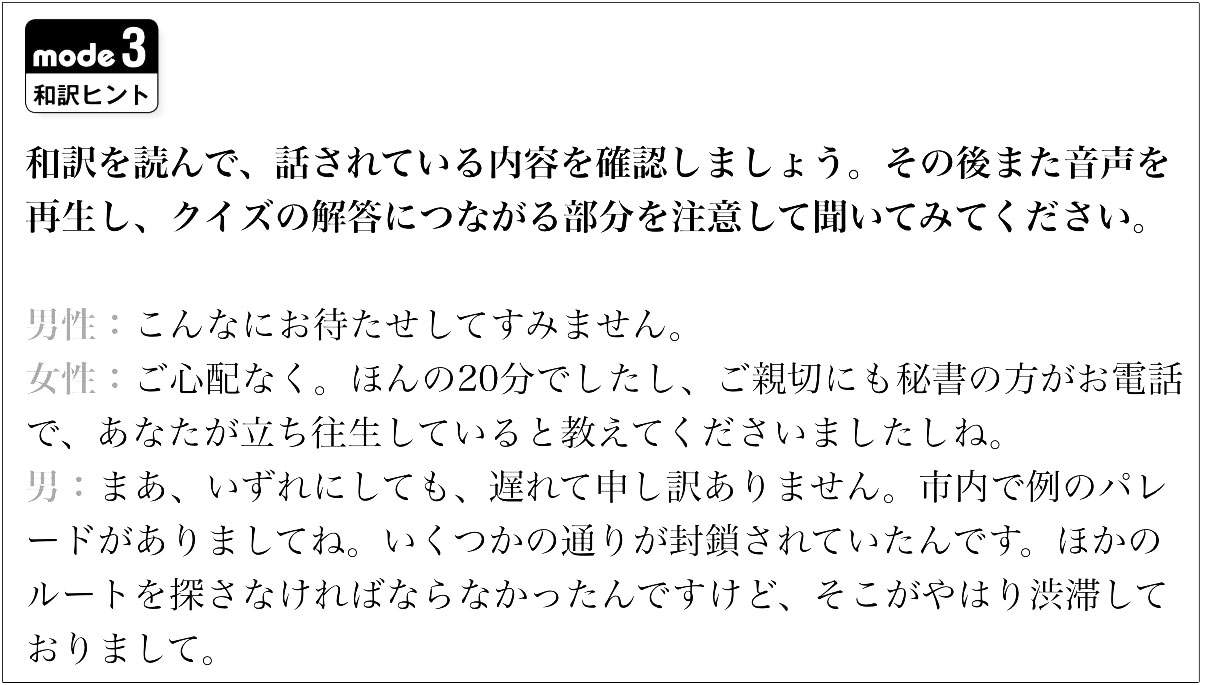 mode 3
和訳ヒント
和訳を読んで、話されている内容を確認しましょう。その後また音声を
再生し、クイズの解答につながる部分を注意して聞いてみてください。
男性：こんなにお待たせしてすみません。
女性：ご心配なく。ほんの20分でしたし、ご親切にも秘書の方がお電話
で、あなたが立ち往生していると教えてくださいましたしね。
男：まあ、いずれにしても、遅れて申し訳ありません。市内で例のパレ
ードがありましてね。いくつかの通りが封鎖されていたんです。ほかの
ルートを探さなければならなかったんですけど、そこがやはり渋滞して
おりまして。